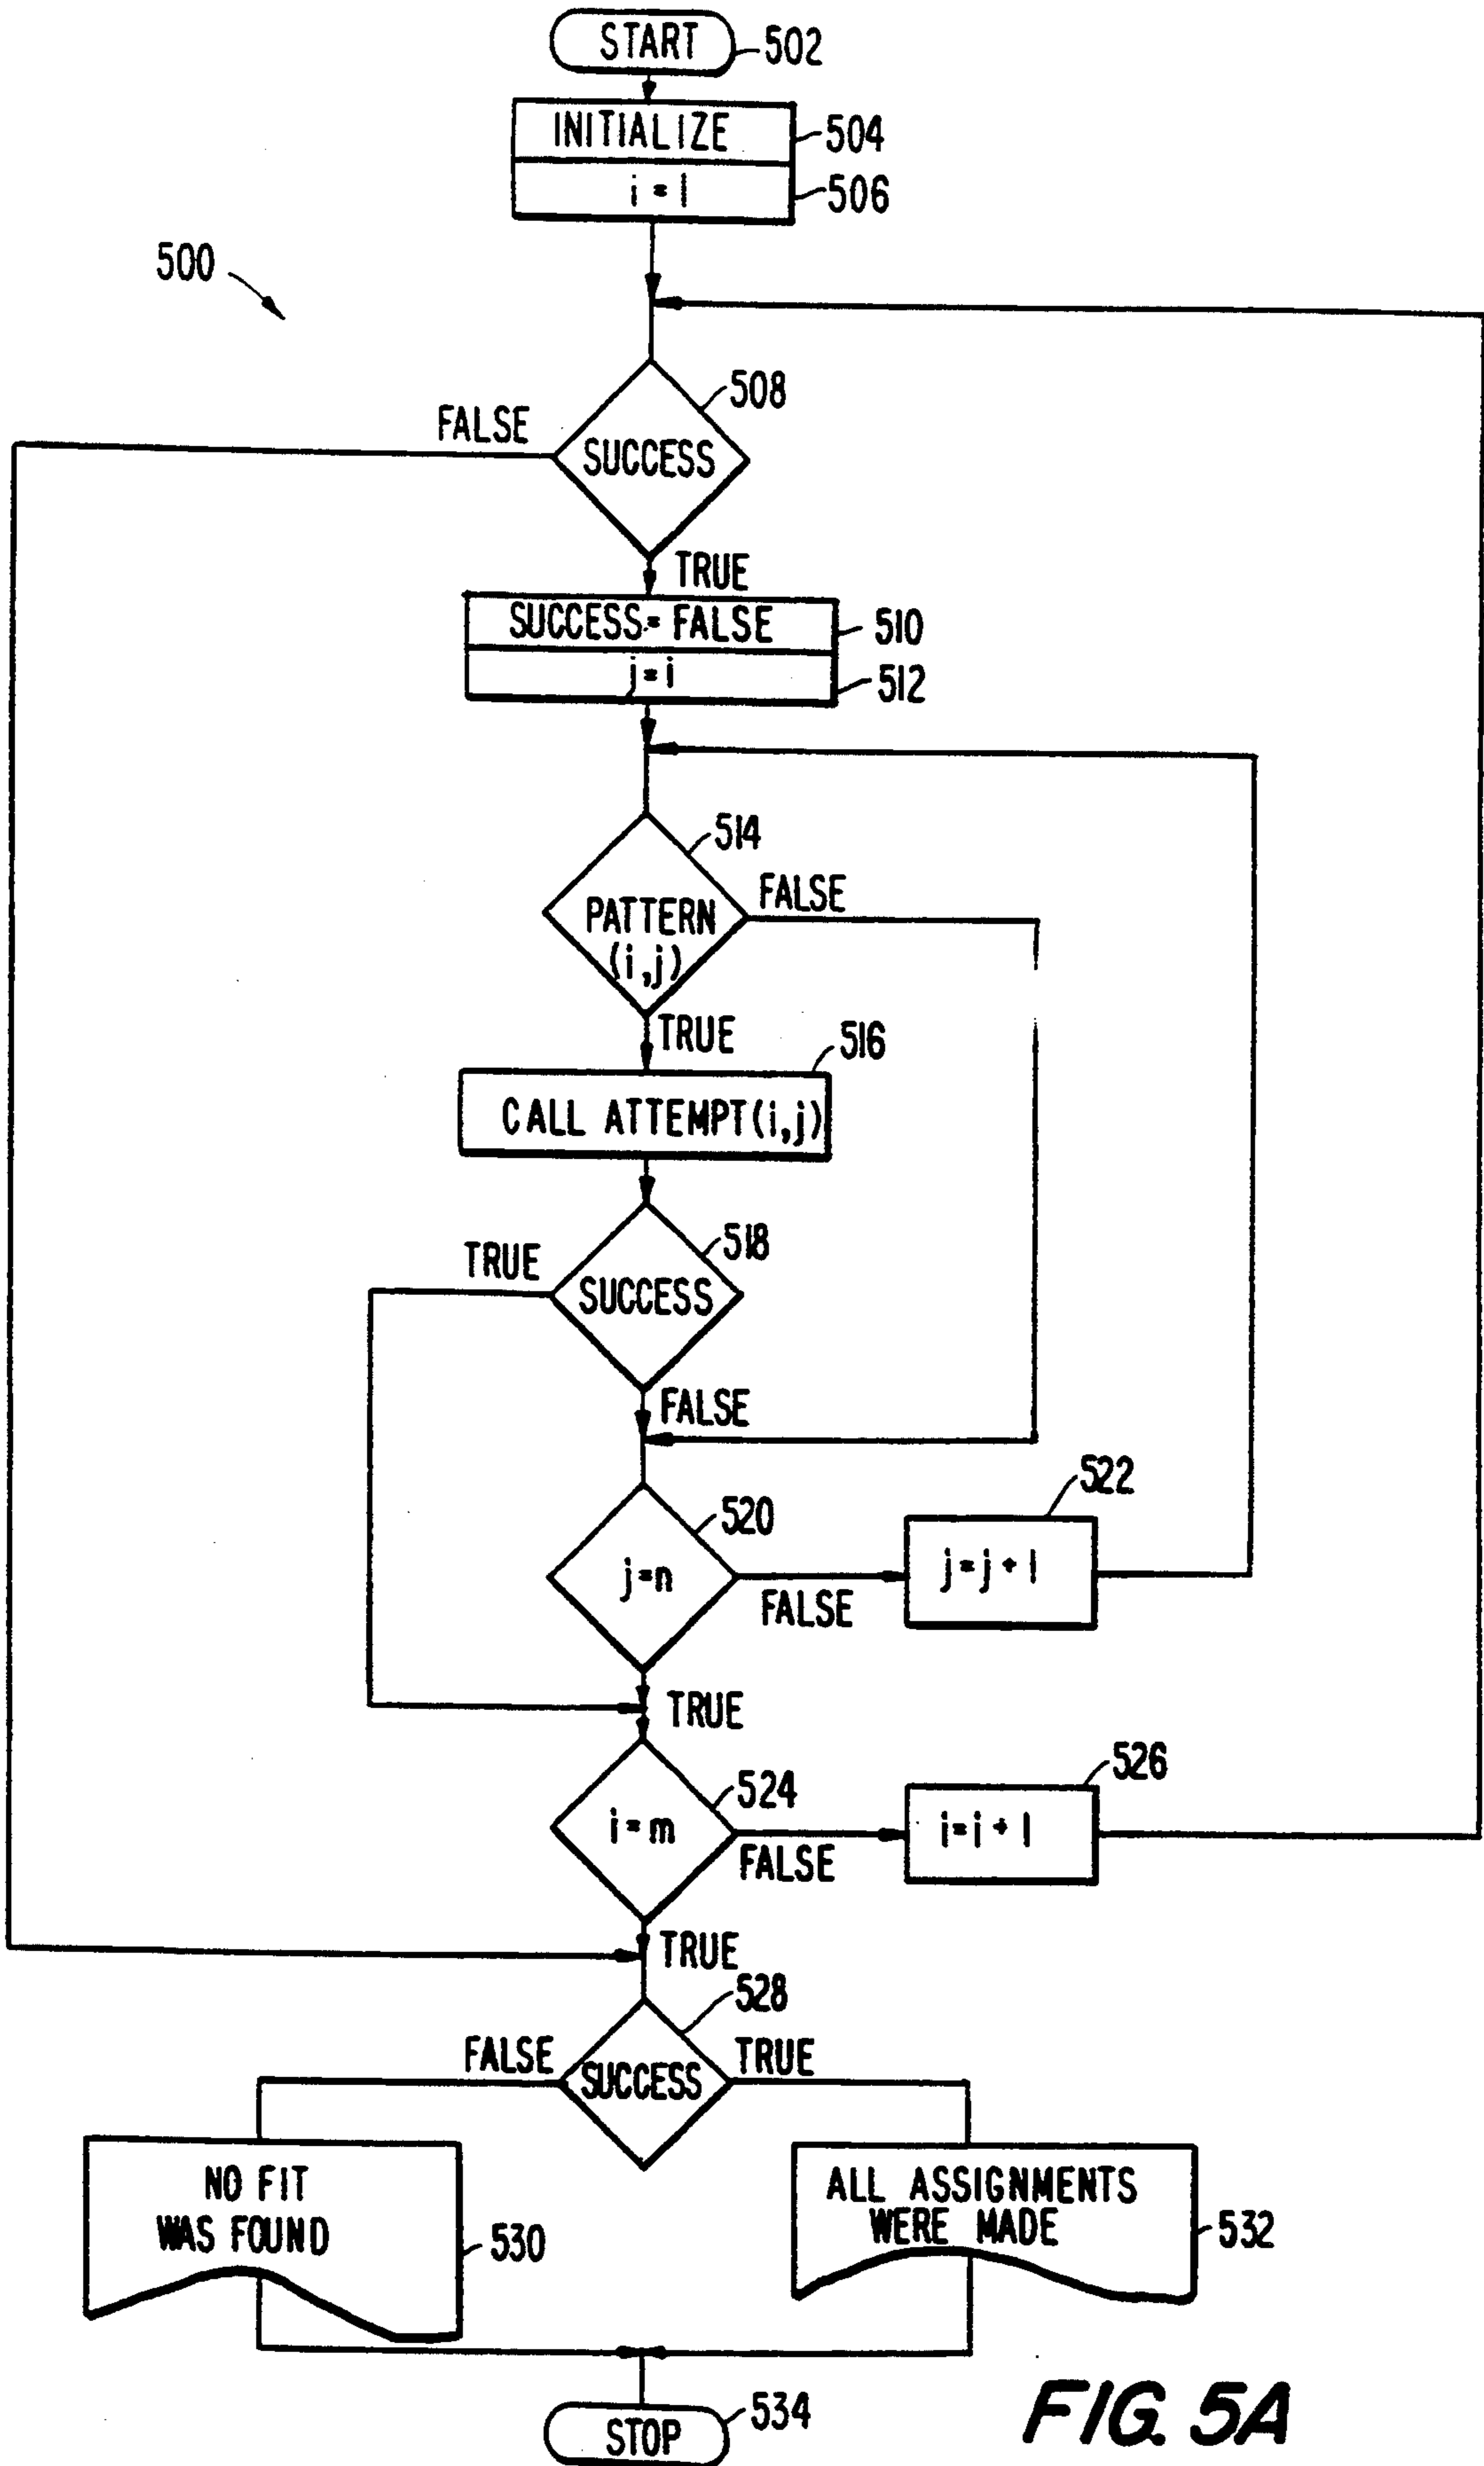 START
502
INITIALIZE
504
i = 1
506
500
508
FALSE
SUCCESS
TRUE
SUCCESS = FALSE
510
j = i
512
514
PATTERN
(i,j)
FALSE
TRUE
516
CALL ATTEMPT(i,j)
518
TRUE
SUCCESS
FALSE
520
522
j=n
j=j+1
FALSE
TRUE
524
526
i=m
i=i+1
FALSE
TRUE
528
FALSE
SUCCESS
TRUE
NO FIT
WAS FOUND
530
ALL ASSIGNMENTS
WERE MADE
532
STOP
534
FIG. 5A